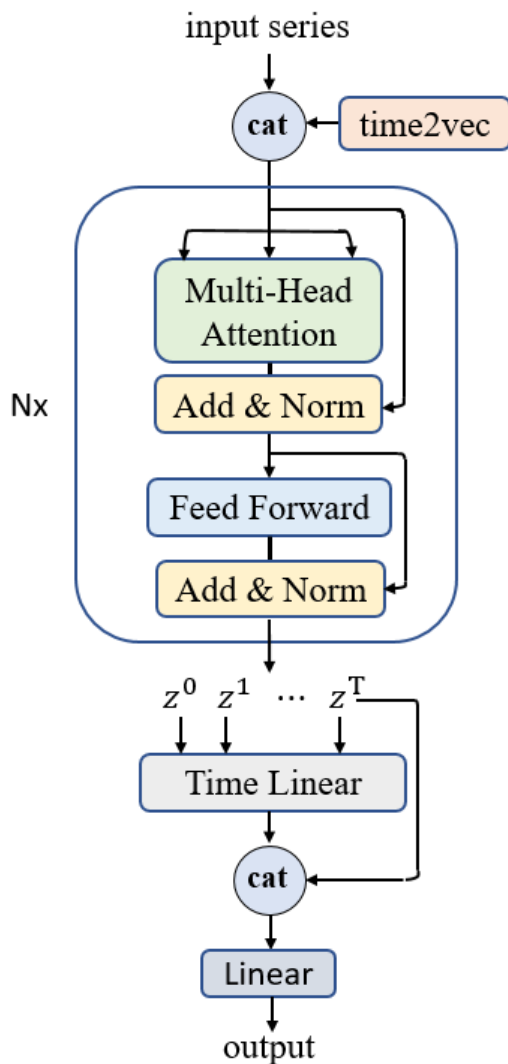 input series
cat
time2vec
Multi-Head
Attention
Add & Norm
Nx
Feed Forward
Add & Norm
z⁰ z¹ ⋯ zᵀ
Time Linear
cat
Linear
output